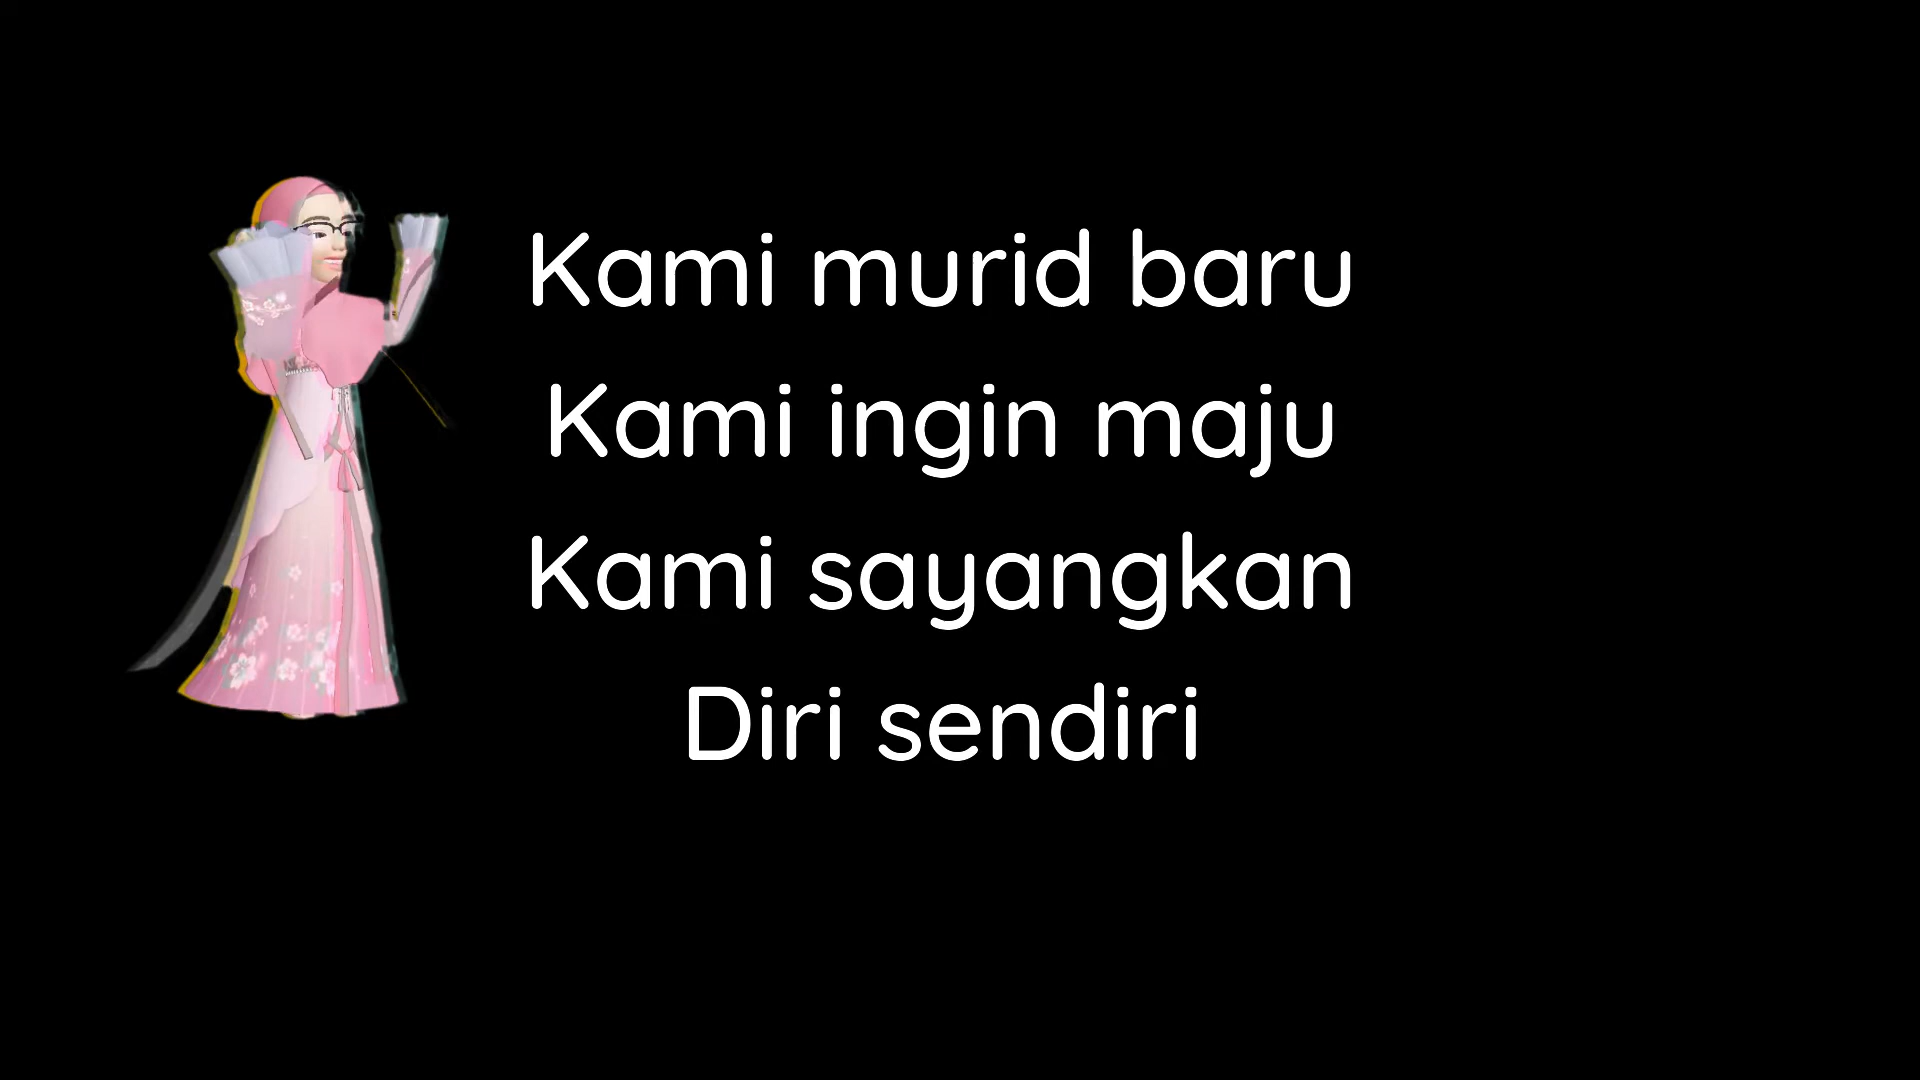 Kami murid baru
Kami ingin maju
Kami sayangkan
Diri sendiri